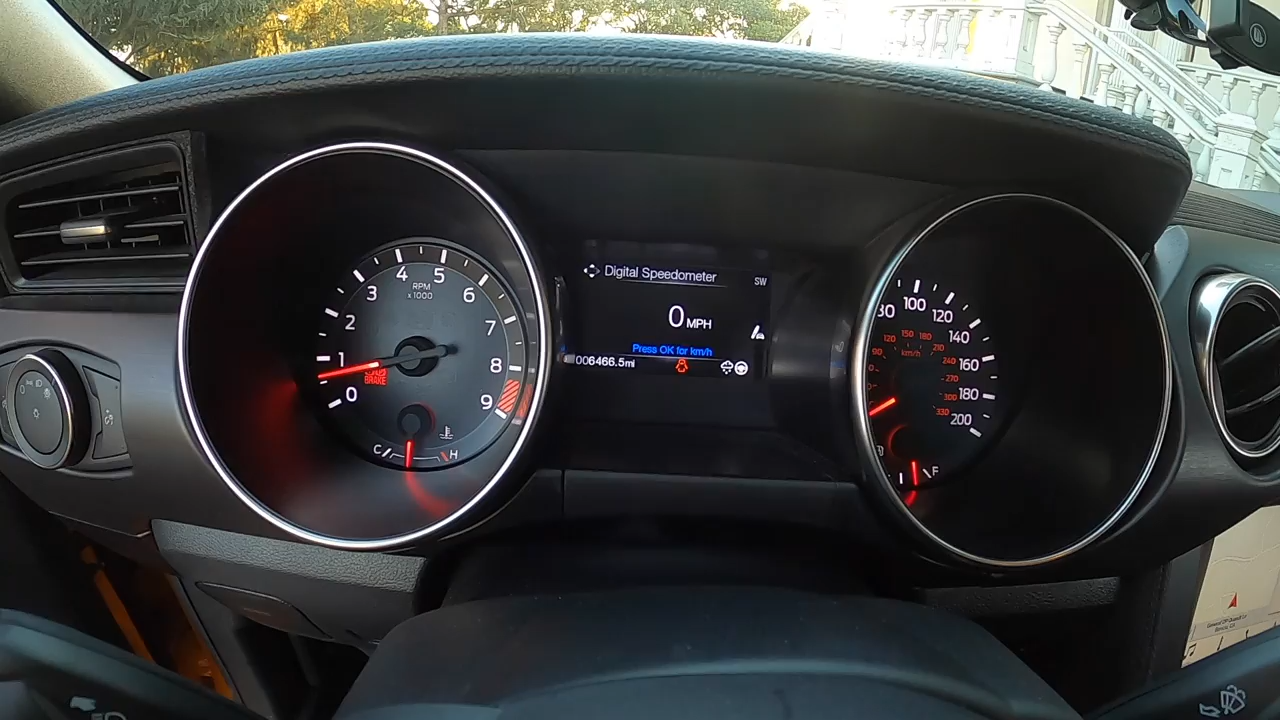 Digital Speedometer
SW
0 MPH
Press OK for km/h
006466.5mi
RPM
x1000
0
1
2
3
4
5
6
7
8
9
BRAKE
C
H
80
100
120
140
160
180
200
90
120
150
180
210
240
270
300
330
km/h
F